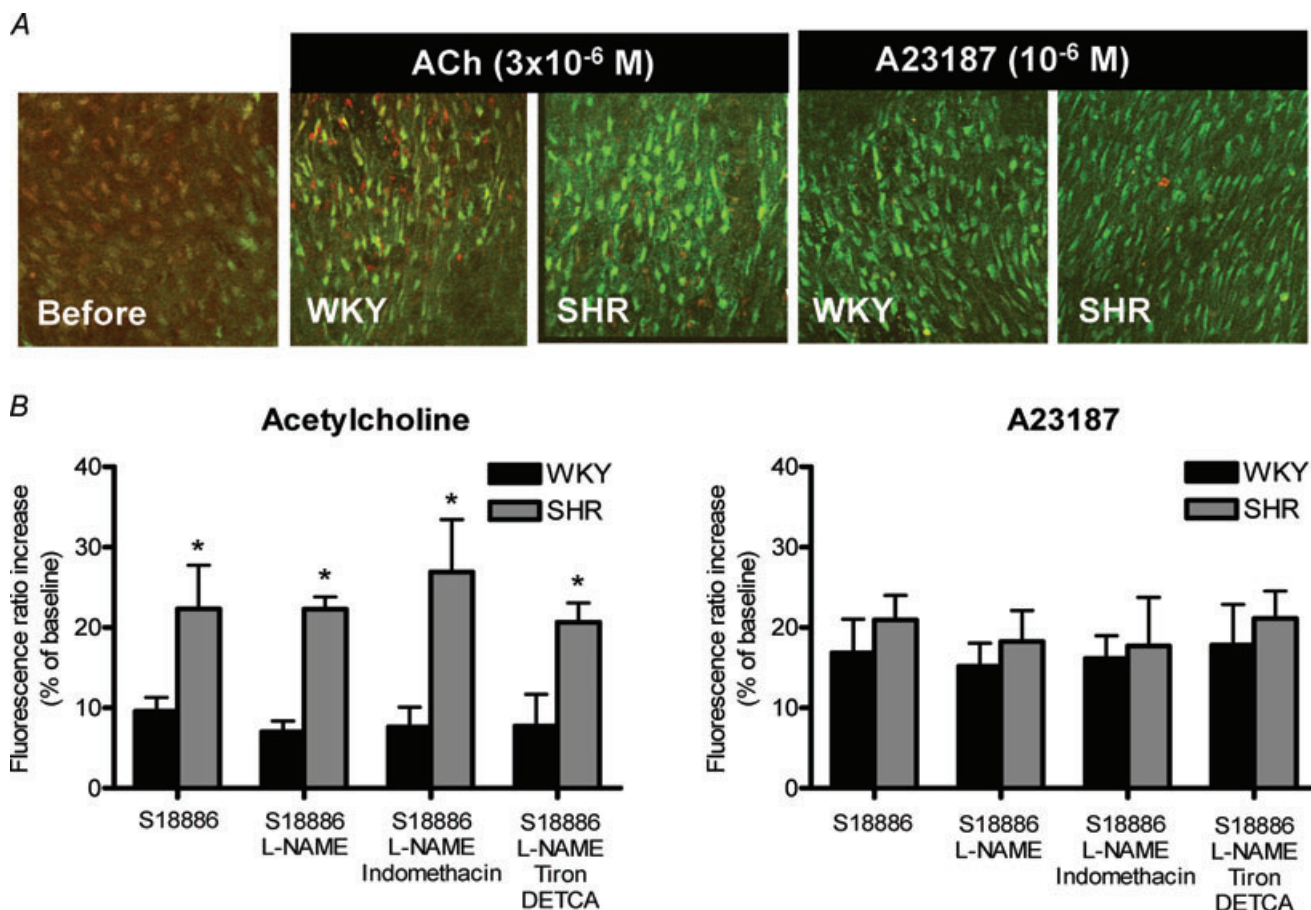 A
ACh (3x10⁻⁶ M)
A23187 (10⁻⁶ M)
Before
WKY
SHR
WKY
SHR
B
Acetylcholine
Fluorescence ratio increase
(% of baseline)
40
30
20
10
0
WKY
SHR
*
*
*
*
S18886
S18886
L-NAME
S18886
L-NAME
Indomethacin
S18886
L-NAME
Tiron
DETCA
A23187
Fluorescence ratio increase
(% of baseline)
40
30
20
10
0
WKY
SHR
S18886
S18886
L-NAME
S18886
L-NAME
Indomethacin
S18886
L-NAME
Tiron
DETCA